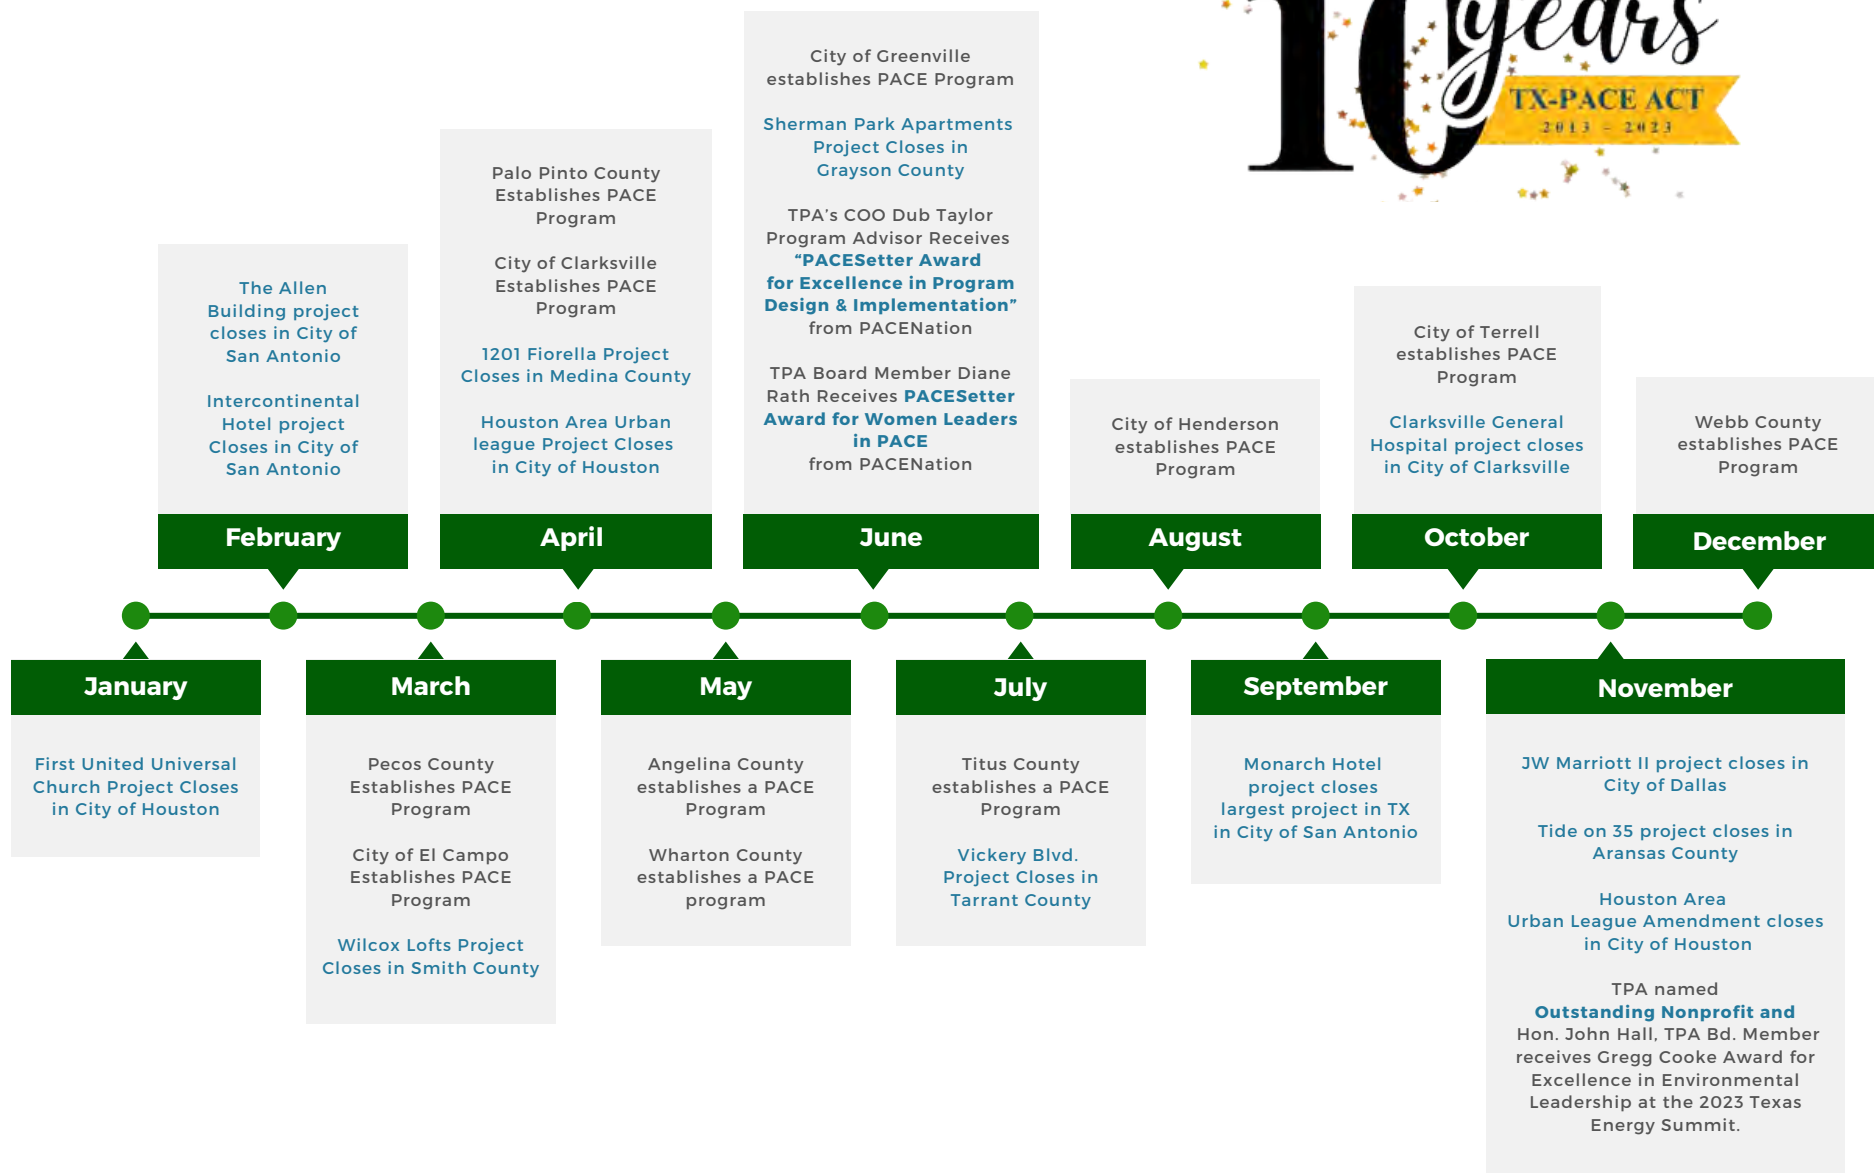 10 years
TX-PACE ACT
2013 - 2023
The Allen
Building project
closes in City of
San Antonio
Intercontinental
Hotel project
Closes in City of
San Antonio
February
Palo Pinto County
Establishes PACE
Program
City of Clarksville
Establishes PACE
Program
1201 Fiorella Project
Closes in Medina County
Houston Area Urban
league Project Closes
in City of Houston
April
City of Greenville
establishes PACE Program
Sherman Park Apartments
Project Closes in
Grayson County
TPA’s COO Dub Taylor
Program Advisor Receives
“PACESetter Award
for Excellence in Program
Design & Implementation”
from PACENation
TPA Board Member Diane
Rath Receives PACESetter
Award for Women Leaders
in PACE
from PACENation
June
City of Henderson
establishes PACE
Program
August
City of Terrell
establishes PACE
Program
Clarksville General
Hospital project closes
in City of Clarksville
October
Webb County
establishes PACE
Program
December
January
First United Universal
Church Project Closes
in City of Houston
March
Pecos County
Establishes PACE
Program
City of El Campo
Establishes PACE
Program
Wilcox Lofts Project
Closes in Smith County
May
Angelina County
establishes a PACE
Program
Wharton County
establishes a PACE
program
July
Titus County
establishes a PACE
Program
Vickery Blvd.
Project Closes in
Tarrant County
September
Monarch Hotel
project closes
largest project in TX
in City of San Antonio
November
JW Marriott II project closes in
City of Dallas
Tide on 35 project closes in
Aransas County
Houston Area
Urban League Amendment closes
in City of Houston
TPA named
Outstanding Nonprofit and
Hon. John Hall, TPA Bd. Member
receives Gregg Cooke Award for
Excellence in Environmental
Leadership at the 2023 Texas
Energy Summit.